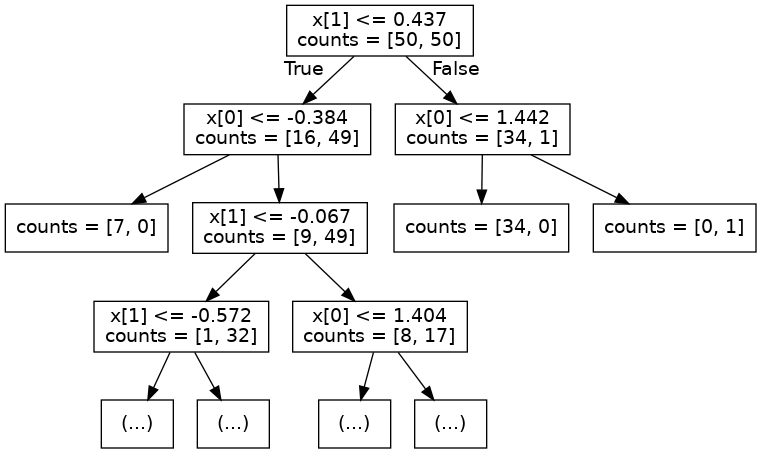 x[1] <= 0.437
counts = [50, 50]
True
False
x[0] <= -0.384
counts = [16, 49]
x[0] <= 1.442
counts = [34, 1]
counts = [7, 0]
x[1] <= -0.067
counts = [9, 49]
counts = [34, 0]
counts = [0, 1]
x[1] <= -0.572
counts = [1, 32]
x[0] <= 1.404
counts = [8, 17]
(...)
(...)
(...)
(...)